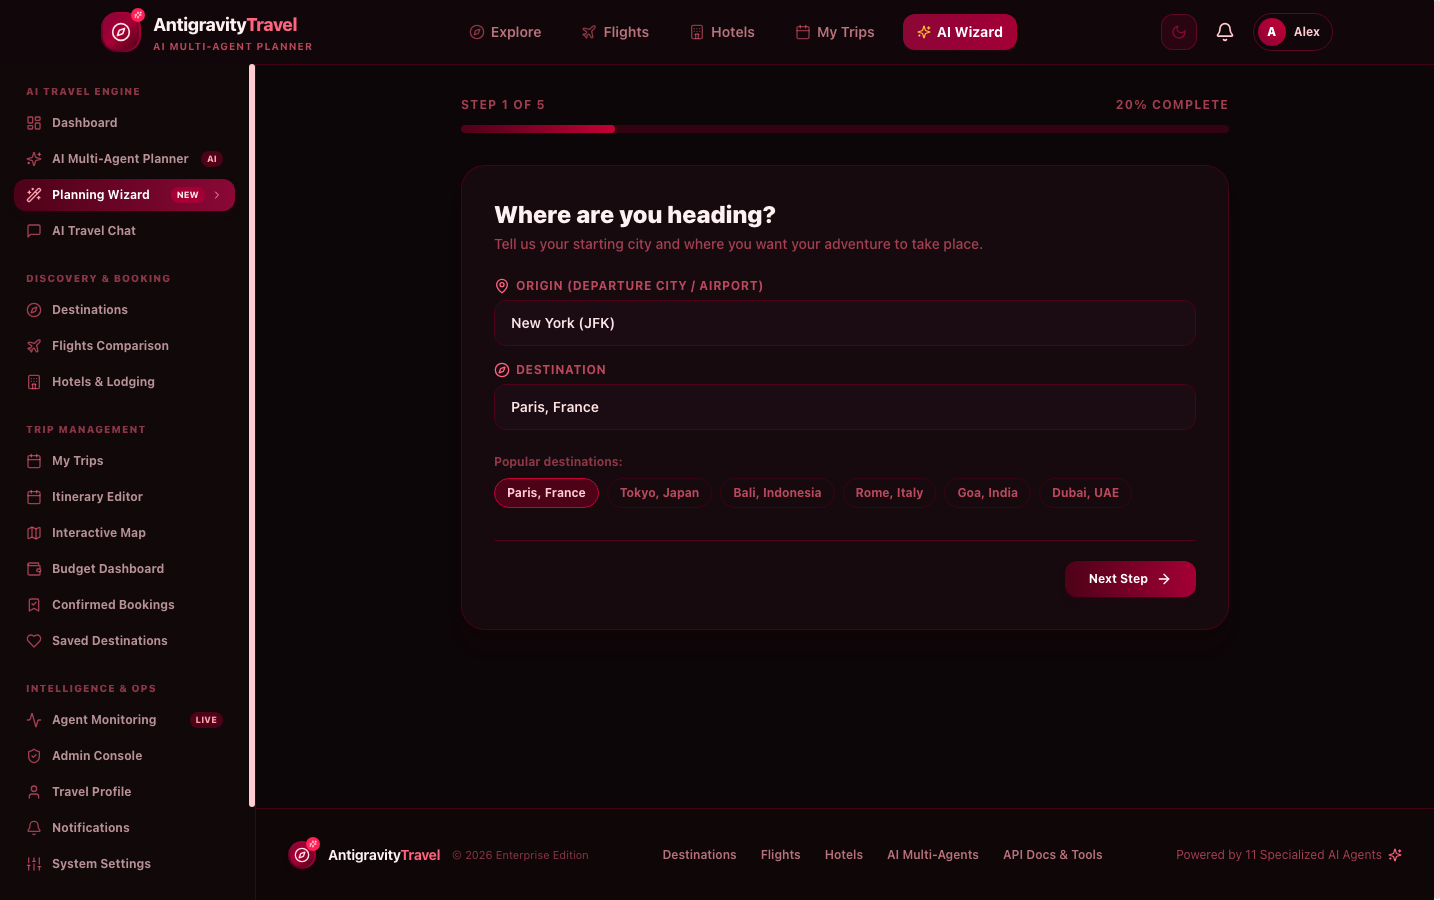 AntigravityTravel
AI MULTI-AGENT PLANNER
Explore
Flights
Hotels
My Trips
AI Wizard
A
Alex
AI TRAVEL ENGINE
Dashboard
AI Multi-Agent Planner AI
Planning Wizard NEW
AI Travel Chat
DISCOVERY & BOOKING
Destinations
Flights Comparison
Hotels & Lodging
TRIP MANAGEMENT
My Trips
Itinerary Editor
Interactive Map
Budget Dashboard
Confirmed Bookings
Saved Destinations
INTELLIGENCE & OPS
Agent Monitoring LIVE
Admin Console
Travel Profile
Notifications
System Settings
STEP 1 OF 5
20% COMPLETE
Where are you heading?
Tell us your starting city and where you want your adventure to take place.
ORIGIN (DEPARTURE CITY / AIRPORT)
New York (JFK)
DESTINATION
Paris, France
Popular destinations:
Paris, France
Tokyo, Japan
Bali, Indonesia
Rome, Italy
Goa, India
Dubai, UAE
Next Step
AntigravityTravel © 2026 Enterprise Edition
Destinations
Flights
Hotels
AI Multi-Agents
API Docs & Tools
Powered by 11 Specialized AI Agents